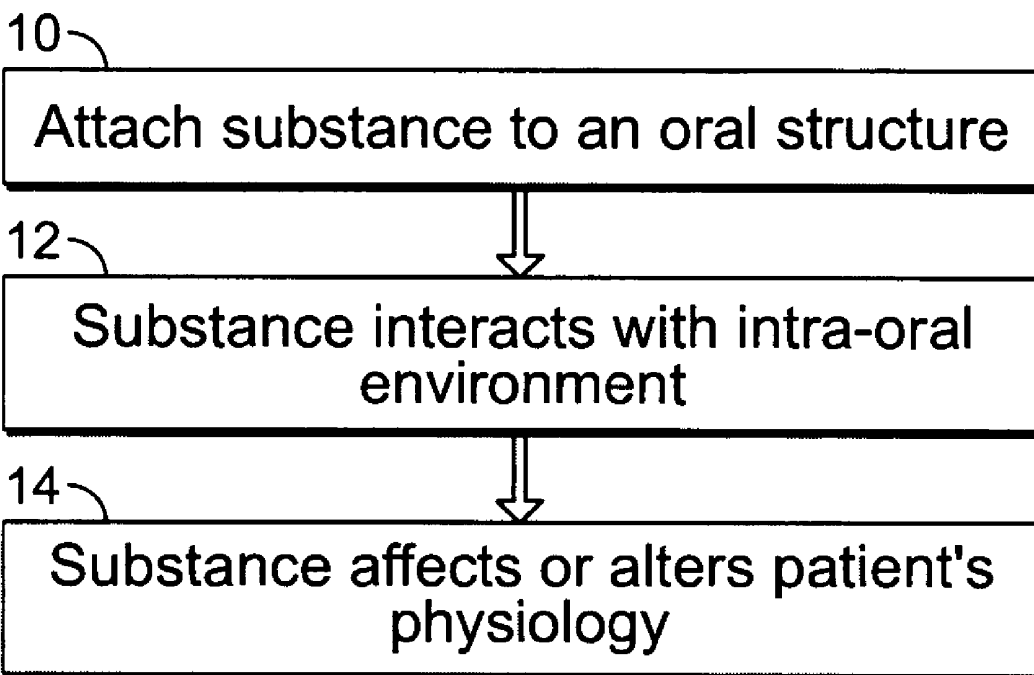 10
Attach substance to an oral structure
12
Substance interacts with intra-oral
environment
14
Substance affects or alters patient's
physiology